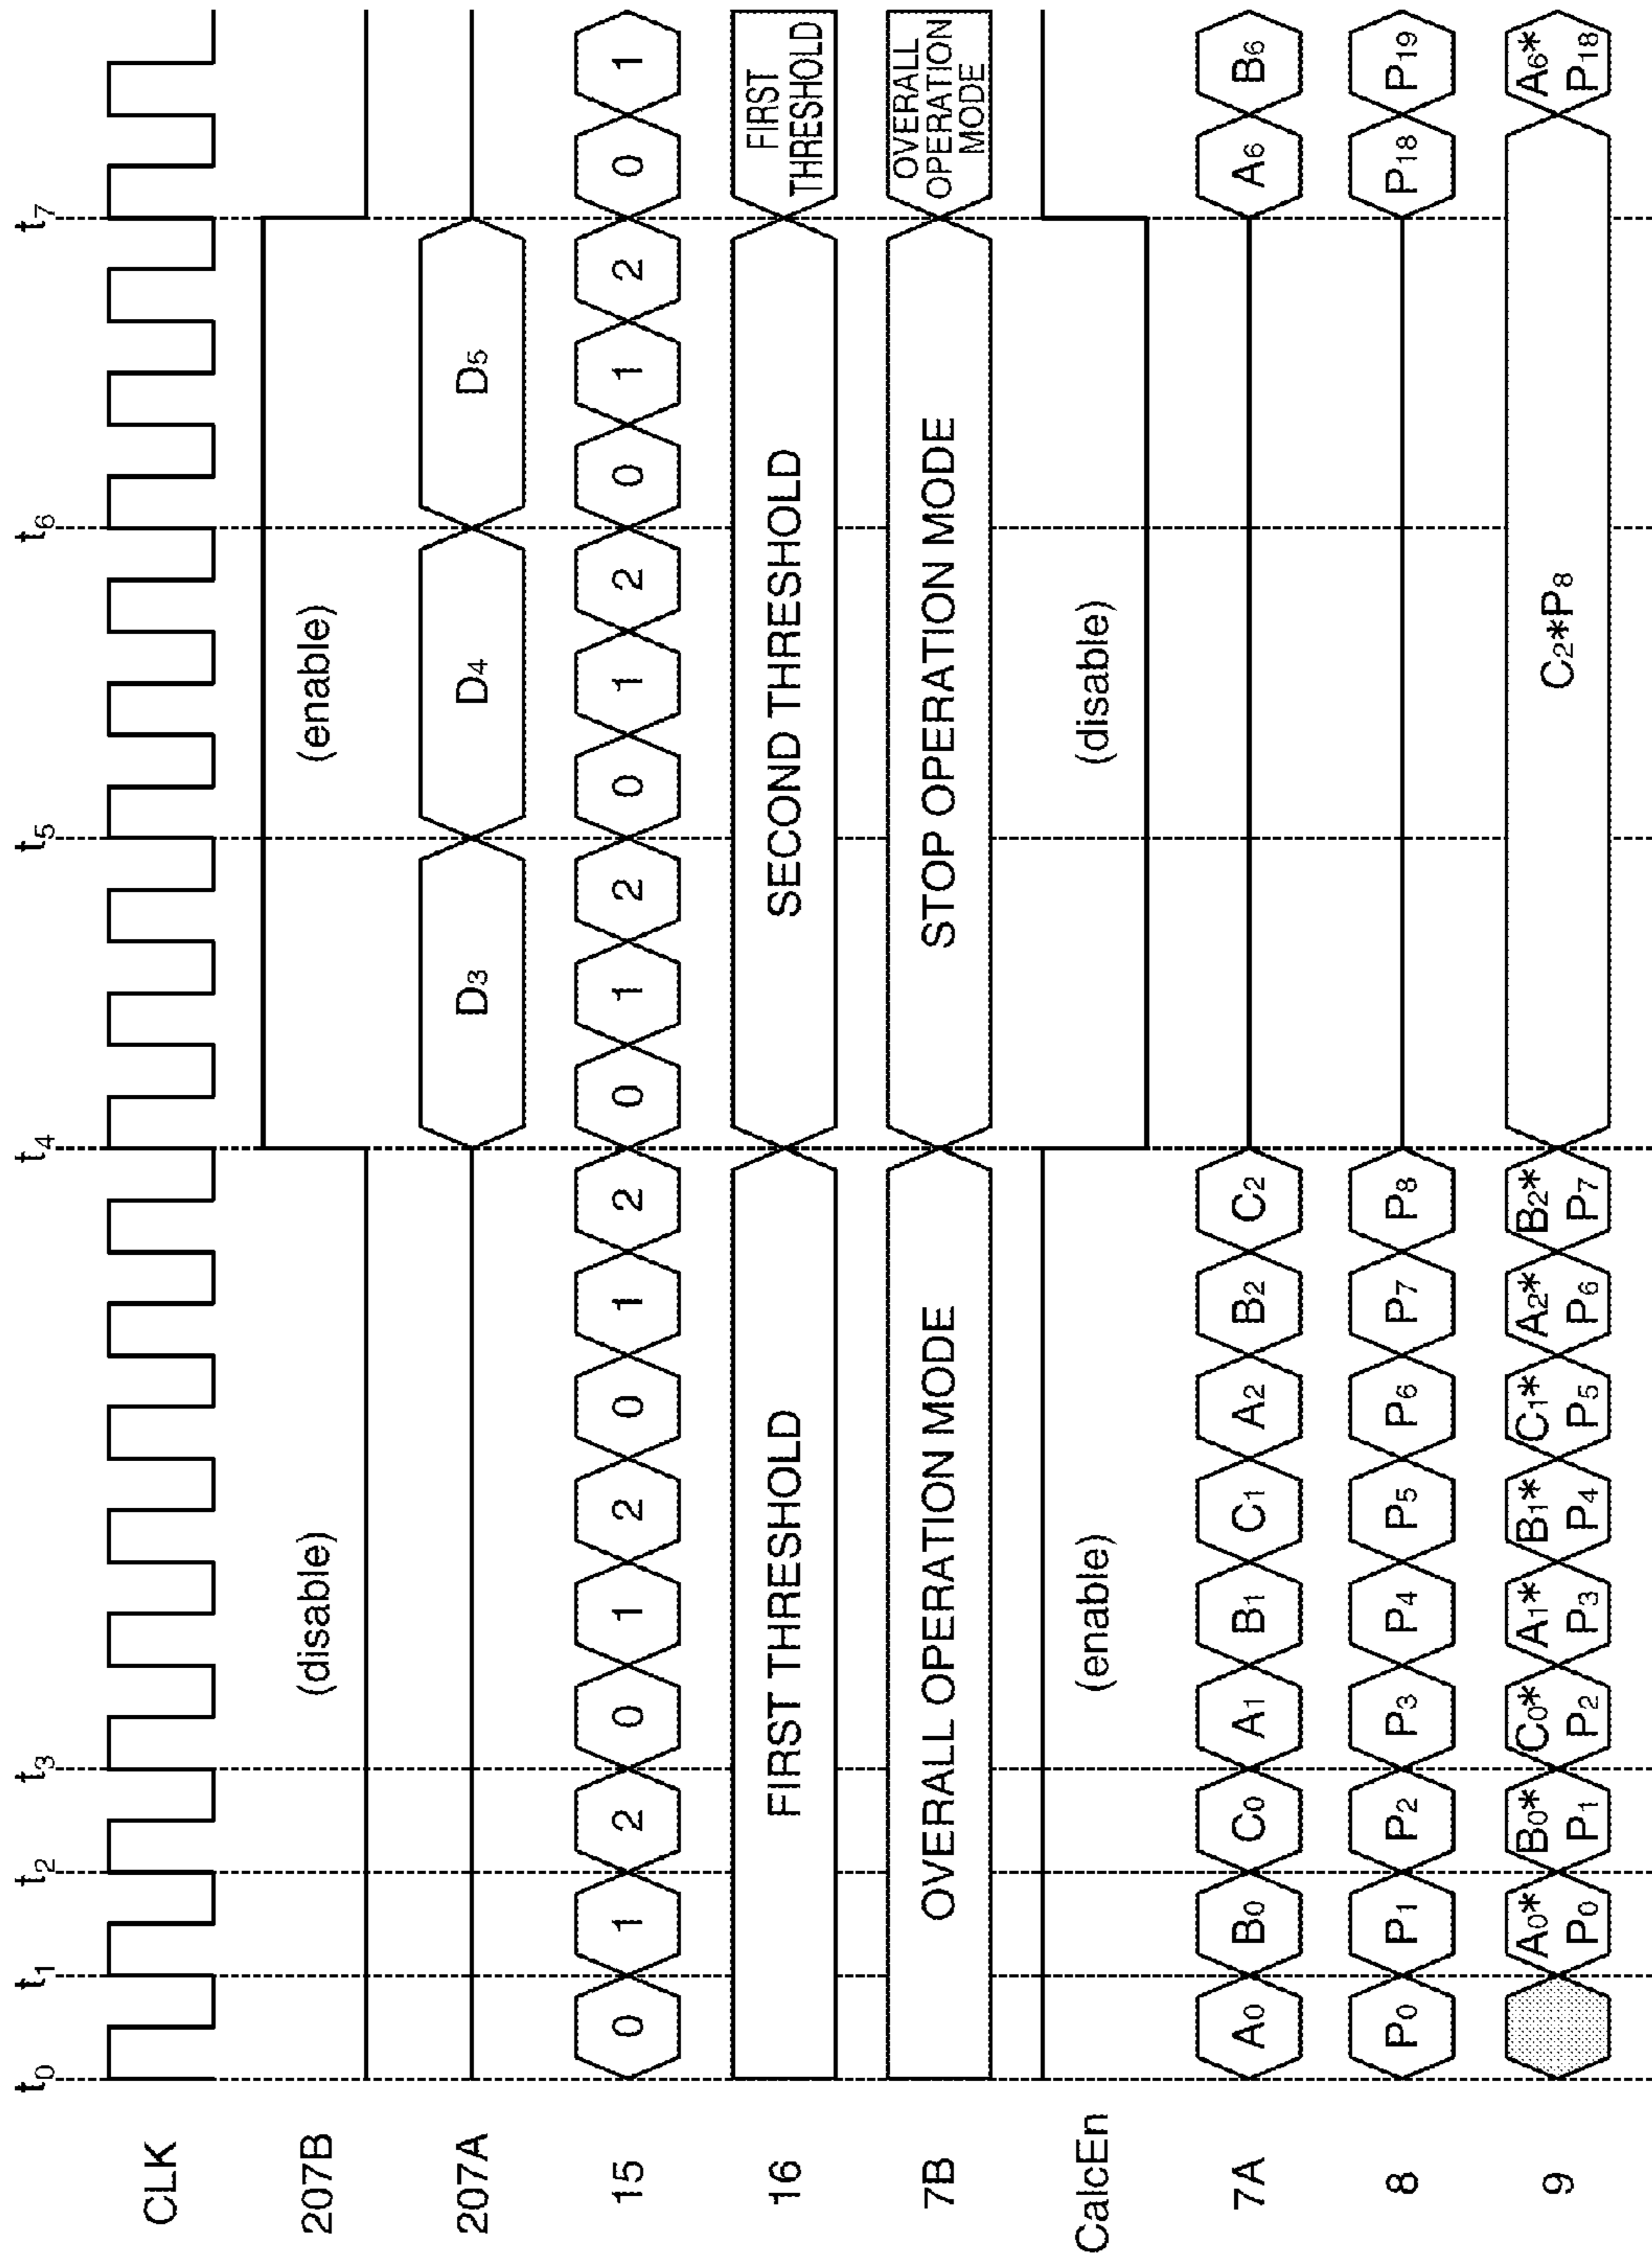 t0 t1 t2 t3 t4 t5 t6 t7
CLK
207B (disable) (enable)
207A D3 D4 D5
15 0 1 2 0 1 2 0 1 2 0 1 2 0 1 2 0 1 2 0 1
16 FIRST THRESHOLD SECOND THRESHOLD FIRST
THRESHOLD
7B OVERALL OPERATION MODE STOP OPERATION MODE OVERALL
OPERATION
MODE
CalcEn (enable) (disable)
7A A0 B0 C0 A1 B1 C1 A2 B2 C2 A6 B6
8 P0 P1 P2 P3 P4 P5 P6 P7 P8 P18 P19
9 A0* B0* C0* A1* B1* C1* A2* B2* C2*P8 A6*
P0 P1 P2 P3 P4 P5 P6 P7 P18